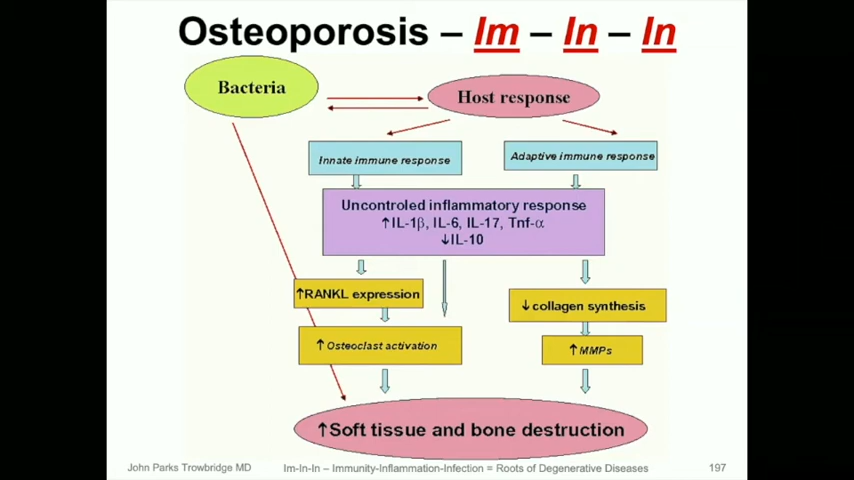 Osteoporosis – Im – In – In
Bacteria
Host response
Innate immune response
Adaptive immune response
Uncontroled inflammatory response
↑IL-1β, IL-6, IL-17, Tnf-α
↓IL-10
↑RANKL expression
↓collagen synthesis
↑Osteoclast activation
↑MMPs
↑Soft tissue and bone destruction
John Parks Trowbridge MD
Im-In-In – Immunity-Inflammation-Infection = Roots of Degenerative Diseases
197